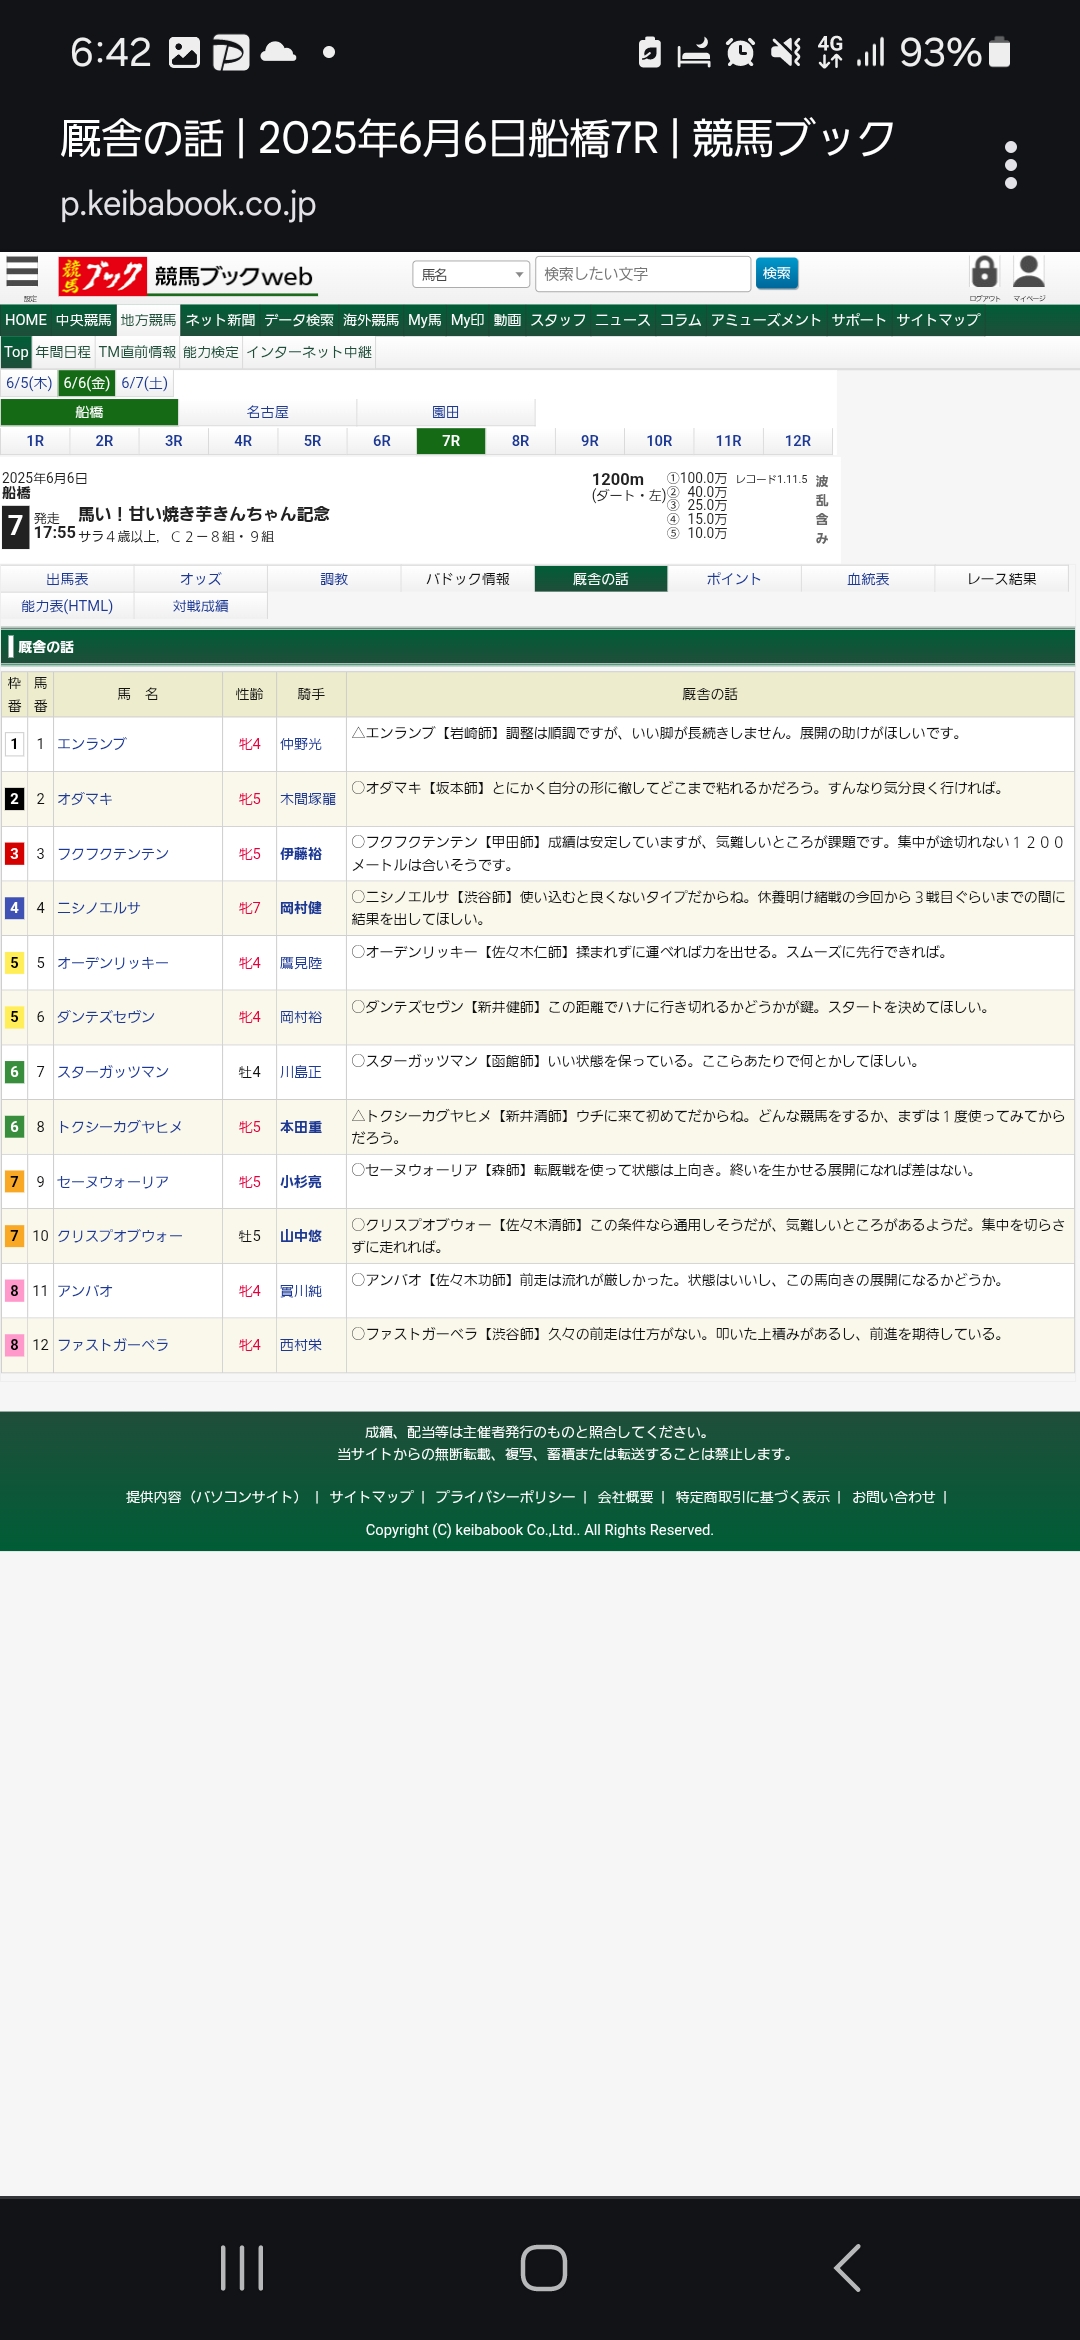 6:42 4G 93%
厩舎の話 | 2025年6月6日船橋7R | 競馬ブック
p.keibabook.co.jp
設定 競馬ブック 競馬ブックweb 馬名 検索したい文字 検索 ログアウト マイページ
HOME 中央競馬 地方競馬 ネット新聞 データ検索 海外競馬 My馬 My印 動画 スタッフ ニュース コラム アミューズメント サポート サイトマップ
Top 年間日程 TM直前情報 能力検定 インターネット中継
6/5(木) 6/6(金) 6/7(土)
船橋 名古屋 園田
1R 2R 3R 4R 5R 6R 7R 8R 9R 10R 11R 12R
2025年6月6日
船橋
7 発走 17:55
馬い！甘い焼き芋きんちゃん記念
サラ４歳以上, Ｃ２－８組・９組
1200m
(ダート・左)
①100.0万
② 40.0万
③ 25.0万
④ 15.0万
⑤ 10.0万
レコード1.11.5
波乱含み
出馬表 オッズ 調教 パドック情報 厩舎の話 ポイント 血統表 レース結果
能力表(HTML) 対戦成績
厩舎の話
枠番 馬番 馬 名 性齢 騎手 厩舎の話
1 1 エンランブ 牝4 仲野光 △エンランブ【岩崎師】調整は順調ですが、いい脚が長続きしません。展開の助けがほしいです。
2 2 オダマキ 牝5 木間塚龍 ○オダマキ【坂本師】とにかく自分の形に徹してどこまで粘れるかだろう。すんなり気分良く行ければ。
3 3 フクフクテンテン 牝5 伊藤裕 ○フクフクテンテン【甲田師】成績は安定していますが、気難しいところが課題です。集中が途切れない１２００
メートルは合いそうです。
4 4 ニシノエルサ 牝7 岡村健 ○ニシノエルサ【渋谷師】使い込むと良くないタイプだからね。休養明け緒戦の今回から３戦目ぐらいまでの間に
結果を出してほしい。
5 5 オーデンリッキー 牝4 鷹見陸 ○オーデンリッキー【佐々木仁師】揉まれずに運べれば力を出せる。スムーズに先行できれば。
5 6 ダンテズセヴン 牝4 岡村裕 ○ダンテズセヴン【新井健師】この距離でハナに行き切れるかどうかが鍵。スタートを決めてほしい。
6 7 スターガッツマン 牡4 川島正 ○スターガッツマン【函館師】いい状態を保っている。ここらあたりで何とかしてほしい。
6 8 トクシーカグヤヒメ 牝5 本田重 △トクシーカグヤヒメ【新井清師】ウチに来て初めてだからね。どんな競馬をするか、まずは１度使ってみてから
だろう。
7 9 セーヌウォーリア 牝5 小杉亮 ○セーヌウォーリア【森師】転厩戦を使って状態は上向き。終いを生かせる展開になれば差はない。
7 10 クリスプオブウォー 牡5 山中悠 ○クリスプオブウォー【佐々木清師】この条件なら通用しそうだが、気難しいところがあるようだ。集中を切らさ
ずに走れれば。
8 11 アンバオ 牝4 實川純 ○アンバオ【佐々木功師】前走は流れが厳しかった。状態はいいし、この馬向きの展開になるかどうか。
8 12 ファストガーベラ 牝4 西村栄 ○ファストガーベラ【渋谷師】久々の前走は仕方がない。叩いた上積みがあるし、前進を期待している。
成績、配当等は主催者発行のものと照合してください。
当サイトからの無断転載、複写、蓄積または転送することは禁止します。
提供内容（パソコンサイト） | サイトマップ | プライバシーポリシー | 会社概要 | 特定商取引に基づく表示 | お問い合わせ |
Copyright (C) keibabook Co.,Ltd.. All Rights Reserved.